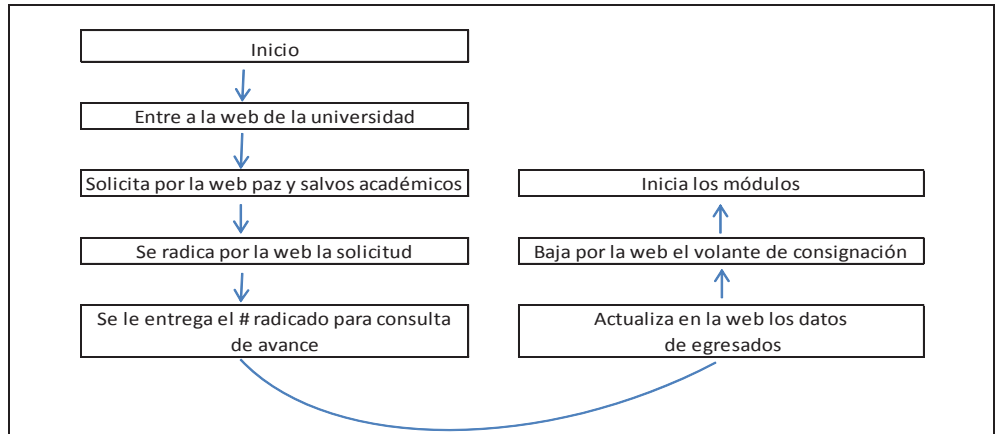 Inicio
Entre a la web de la universidad
Solicita por la web paz y salvos académicos
Se radica por la web la solicitud
Se le entrega el # radicado para consulta
de avance
Actualiza en la web los datos
de egresados
Baja por la web el volante de consignación
Inicia los módulos